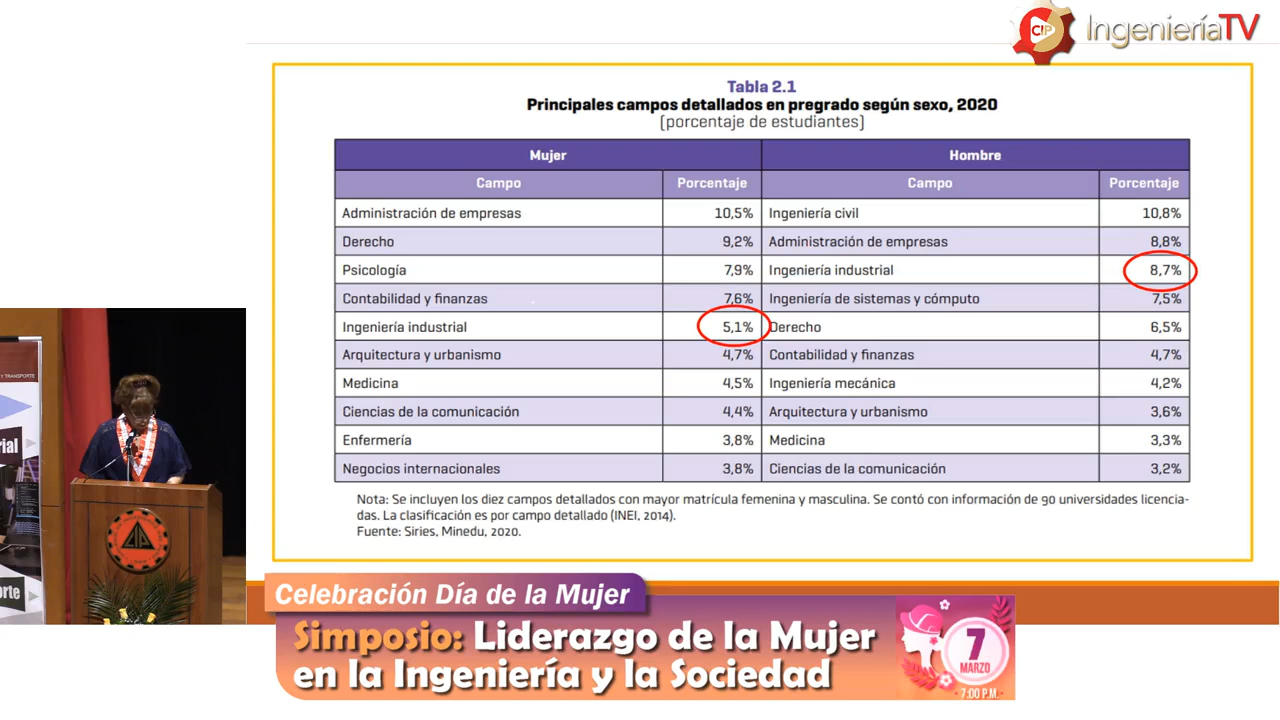 CIP IngenieríaTV
Tabla 2.1
Principales campos detallados en pregrado según sexo, 2020
[porcentaje de estudiantes]
Mujer Hombre
Campo Porcentaje Campo Porcentaje
Administración de empresas 10,5% Ingeniería civil 10,8%
Derecho 9,2% Administración de empresas 8,8%
Psicología 7,9% Ingeniería industrial 8,7%
Contabilidad y finanzas 7,6% Ingeniería de sistemas y cómputo 7,5%
Ingeniería industrial 5,1% Derecho 6,5%
Arquitectura y urbanismo 4,7% Contabilidad y finanzas 4,7%
Medicina 4,5% Ingeniería mecánica 4,2%
Ciencias de la comunicación 4,4% Arquitectura y urbanismo 3,6%
Enfermería 3,8% Medicina 3,3%
Negocios internacionales 3,8% Ciencias de la comunicación 3,2%
Nota: Se incluyen los diez campos detallados con mayor matrícula femenina y masculina. Se contó con información de 90 universidades licencia-
das. La clasificación es por campo detallado (INEI, 2014).
Fuente: Siries, Minedu, 2020.
Y TRANSPORTE
rial
orte
CIP
Celebración Día de la Mujer
Simposio: Liderazgo de la Mujer
en la Ingeniería y la Sociedad
7
MARZO
7:00 P.M.